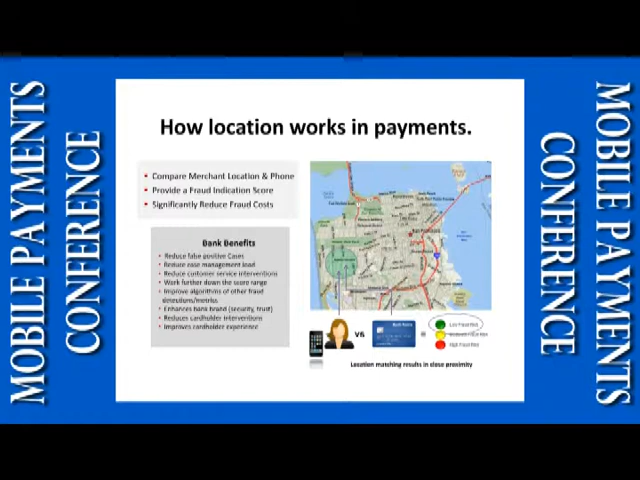 MOBILE PAYMENTS
CONFERENCE
How location works in payments.
Compare Merchant Location & Phone
Provide a Fraud Indication Score
Significantly Reduce Fraud Costs
Bank Benefits
Reduce false positive Cases
Reduce case management load
Reduce customer service interventions
Work further down the score range
Improve algorithms of other fraud
detections/metrics
Enhances bank brand (security, trust)
Reduces cardholder interventions
Improves cardholder experience
vs
=
Low Fraud Risk
High Fraud Risk
Location matching results in close proximity
MOBILE PAYMENTS
CONFERENCE